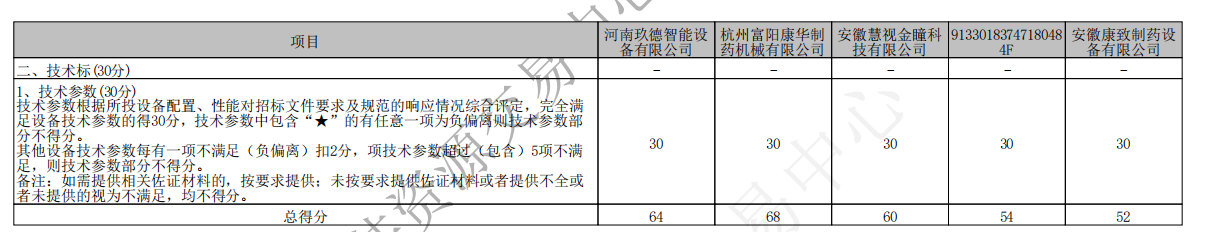 项目
河南玖德智能设
备有限公司
杭州富阳康华制
药机械有限公司
安徽慧视金瞳科
技有限公司
9133018374718048
4F
安徽康致制药设
备有限公司
二、技术标(30分)
－ － － － －
1、技术参数(30分)
技术参数根据所投设备配置、性能对招标文件要求及规范的响应情况综合评定，完全满
足设备技术参数的得30分，技术参数中包含“★”的有任意一项为负偏离则技术参数部
分不得分。
其他设备技术参数每有一项不满足（负偏离）扣2分，项技术参数超过（包含）5项不满
足，则技术参数部分不得分。
备注：如需提供相关佐证材料的，按要求提供；未按要求提供佐证材料或者提供不全或
者未提供的视为不满足，均不得分。
30 30 30 30 30
总得分 64 68 60 54 52
共资源交易中心
易中心